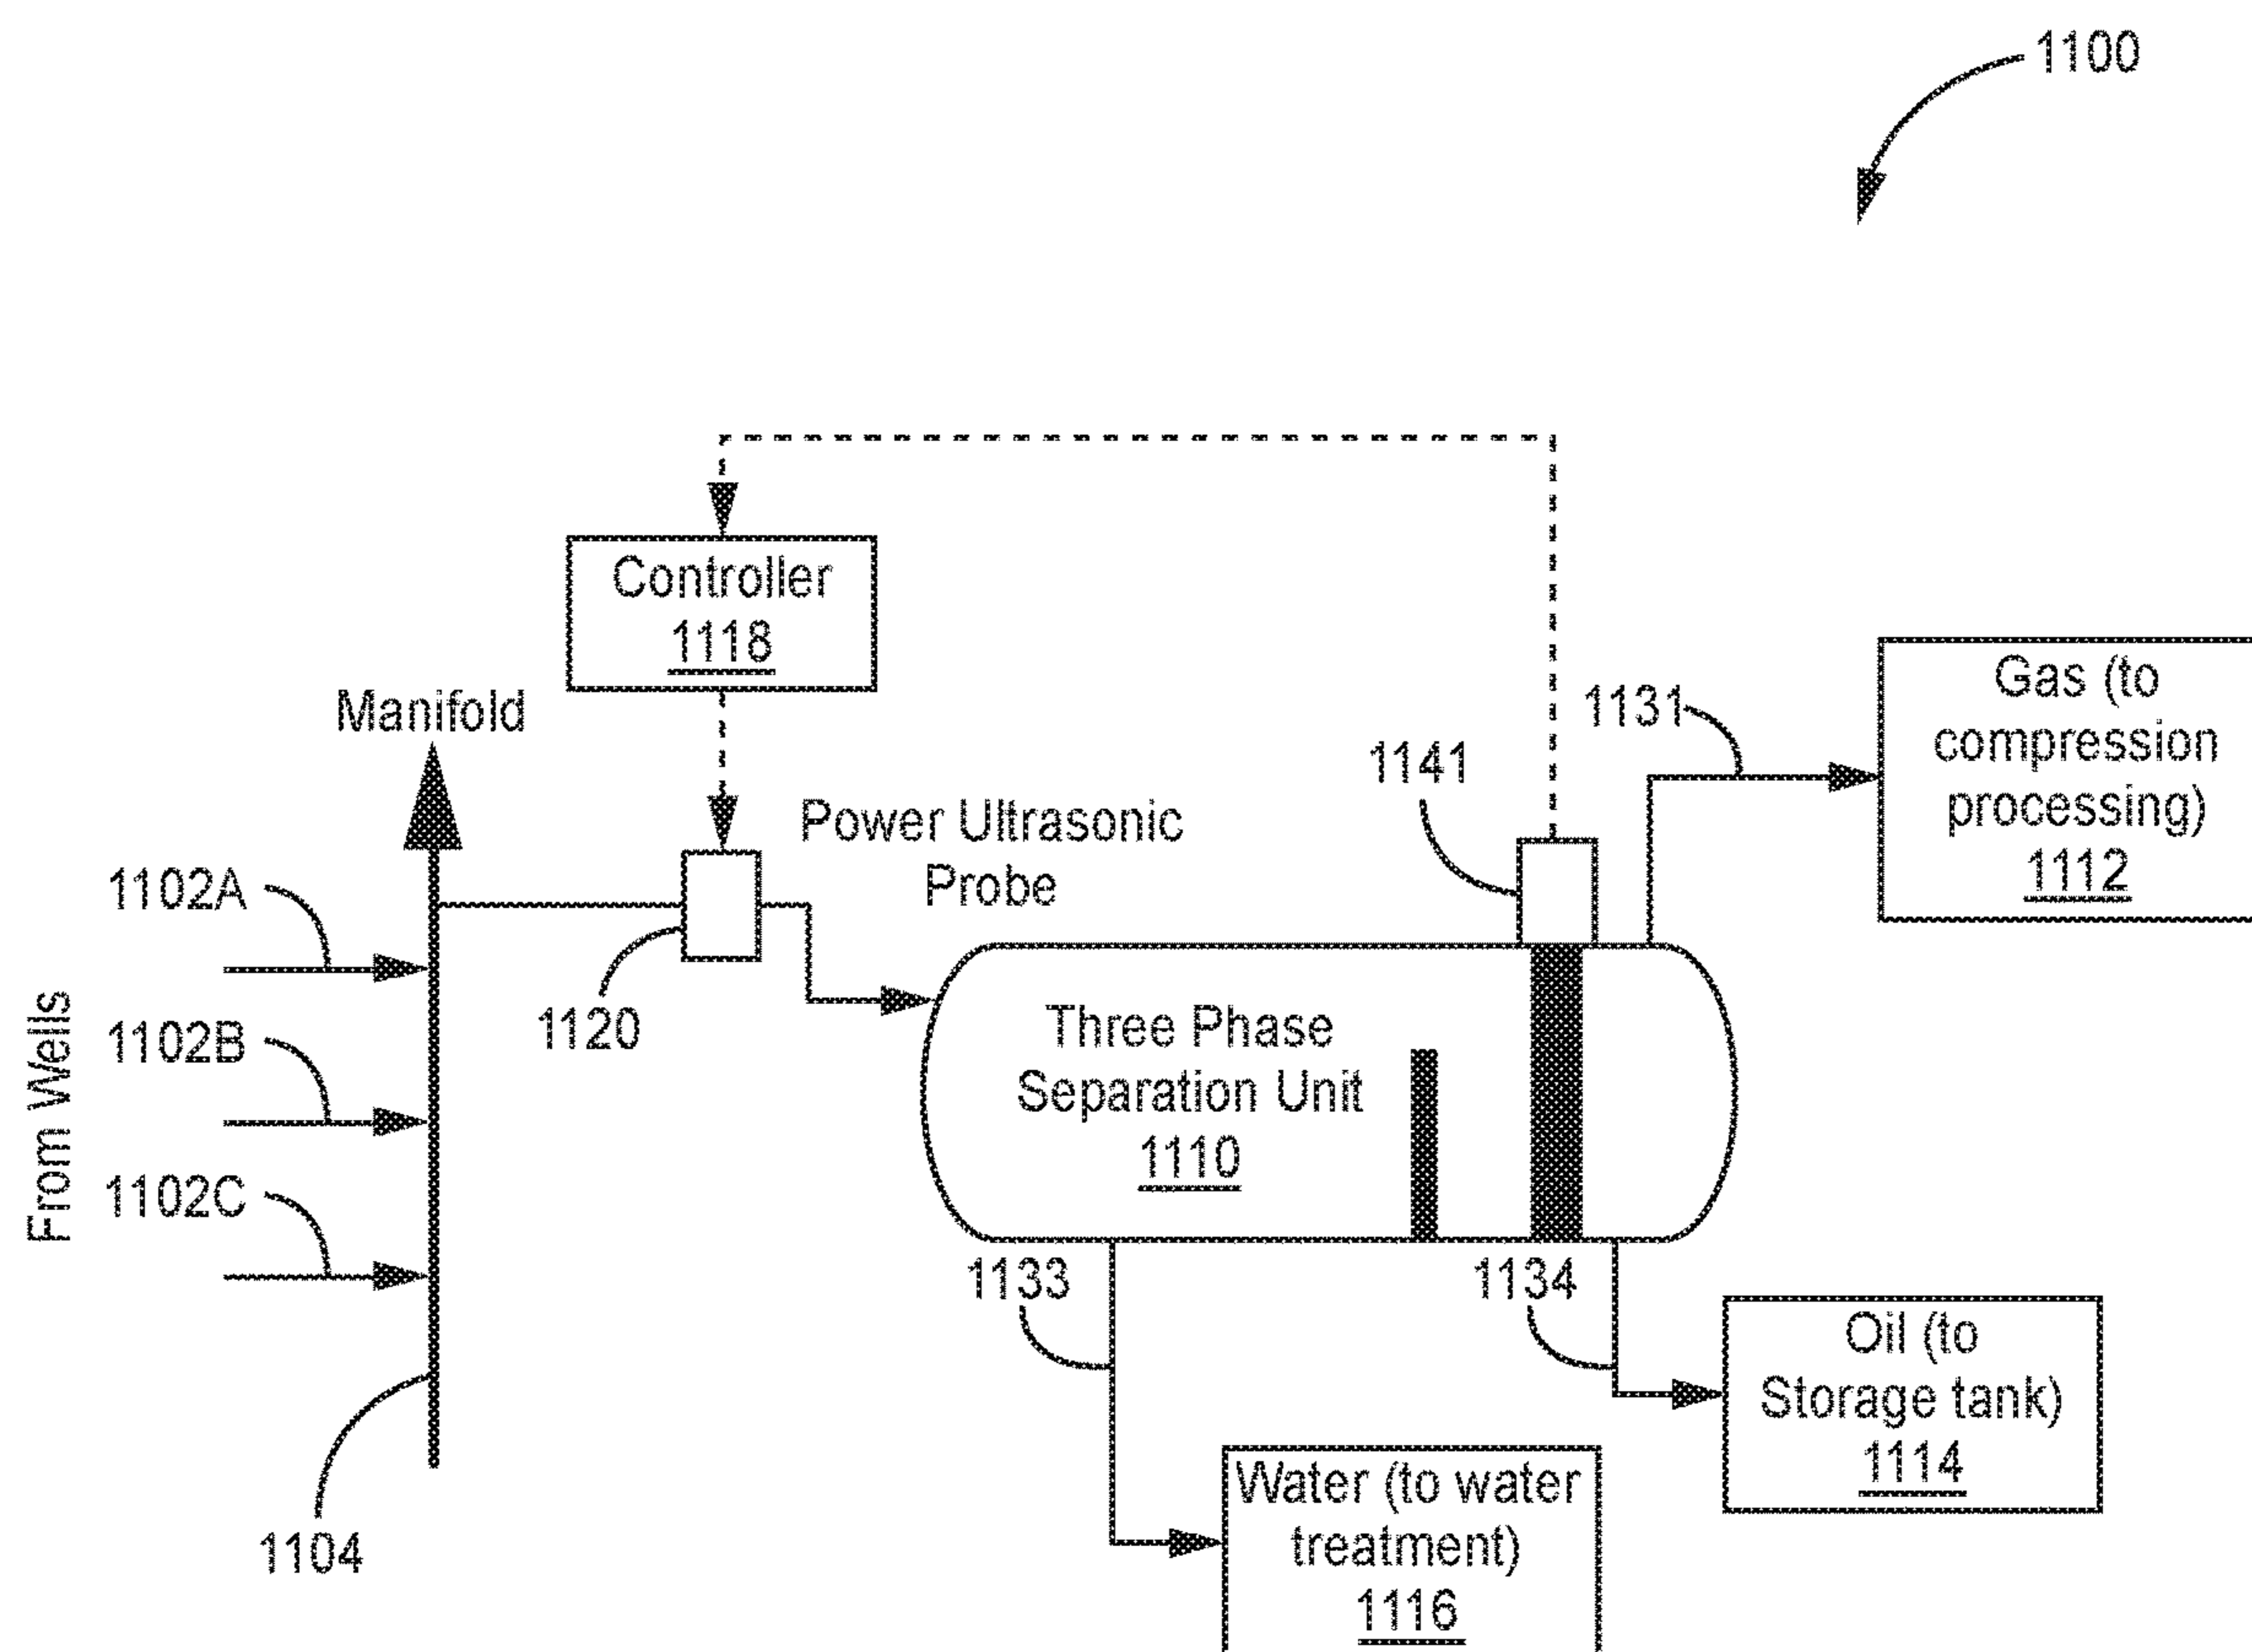 1100
Controller
1118
Manifold
1131
Gas (to
compression
processing)
1112
1141
Power Ultrasonic
Probe
1102A
1120
From Wells
1102B
1102C
Three Phase
Separation Unit
1110
1133
1134
Oil (to
Storage tank)
1114
Water (to water
treatment)
1116
1104